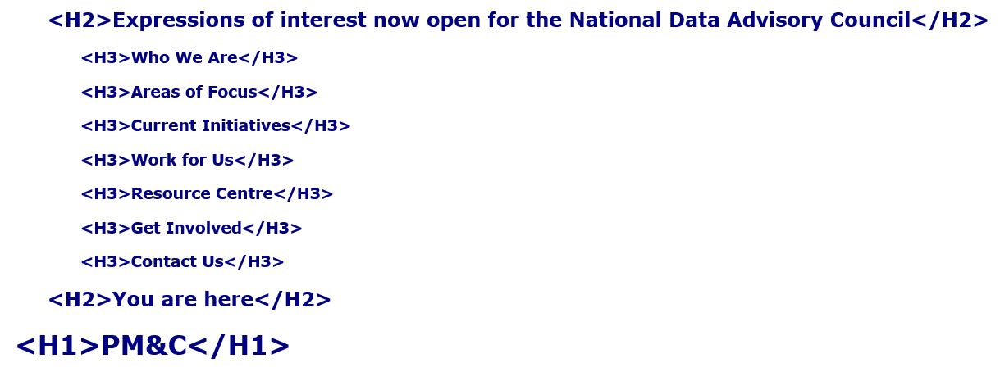 <H2>Expressions of interest now open for the National Data Advisory Council</H2>
<H3>Who We Are</H3>
<H3>Areas of Focus</H3>
<H3>Current Initiatives</H3>
<H3>Work for Us</H3>
<H3>Resource Centre</H3>
<H3>Get Involved</H3>
<H3>Contact Us</H3>
<H2>You are here</H2>
<H1>PM&C</H1>